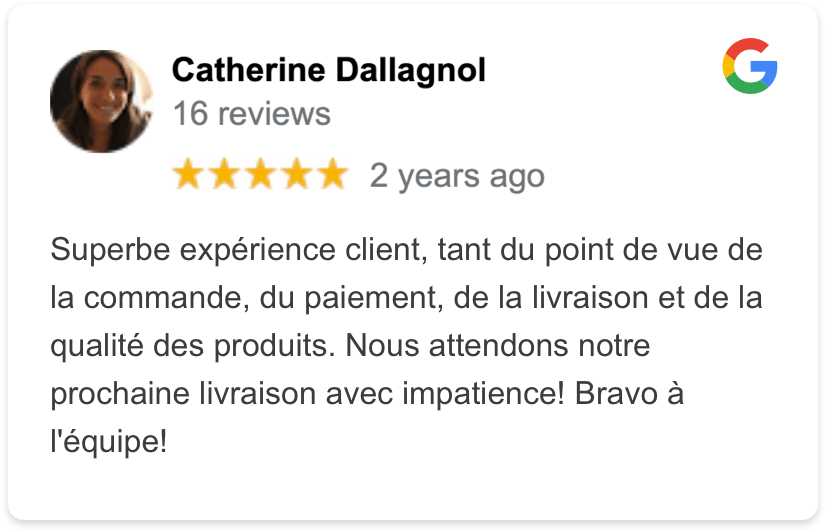 Catherine Dallagnol
16 reviews
2 years ago
Superbe expérience client, tant du point de vue de
la commande, du paiement, de la livraison et de la
qualité des produits. Nous attendons notre
prochaine livraison avec impatience! Bravo à
l'équipe!